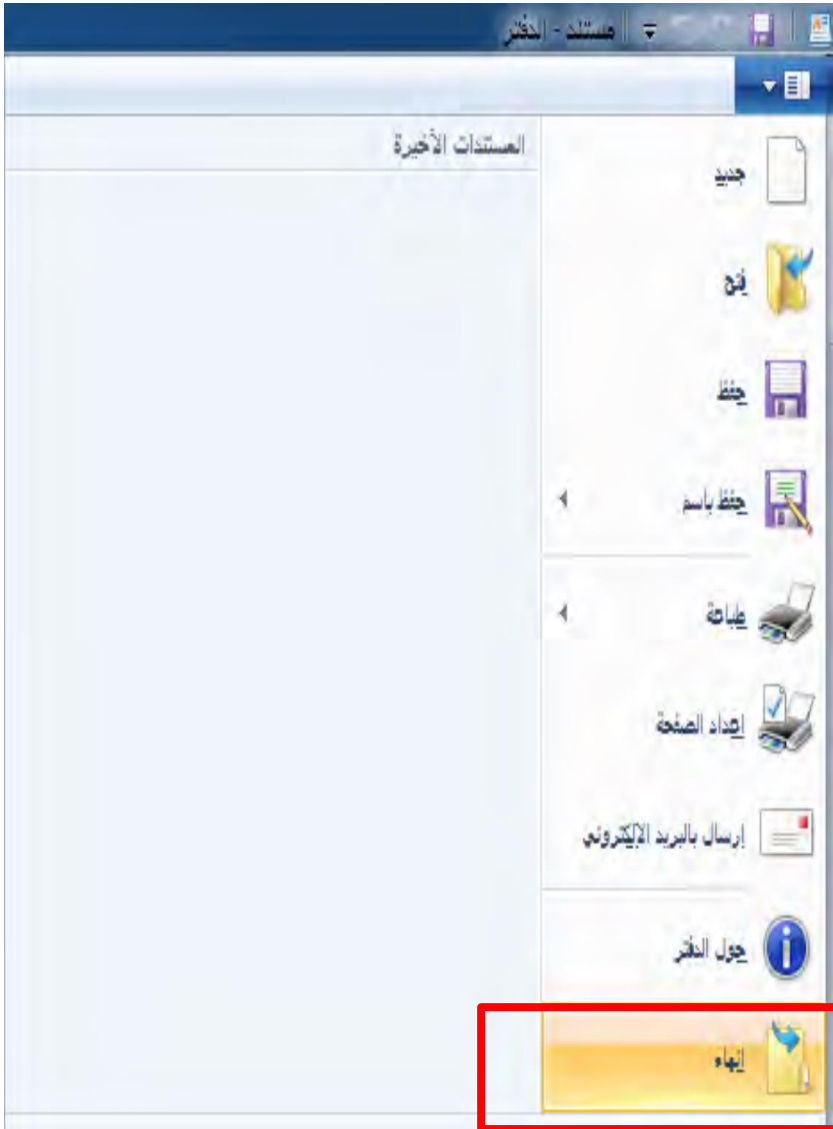 مستند - الدفتر
المستندات الأخيرة
جديد
فتح
حفظ
حفظ باسم
طباعة
إعداد الصفحة
إرسال بالبريد الإلكتروني
حول الدفتر
إنهاء